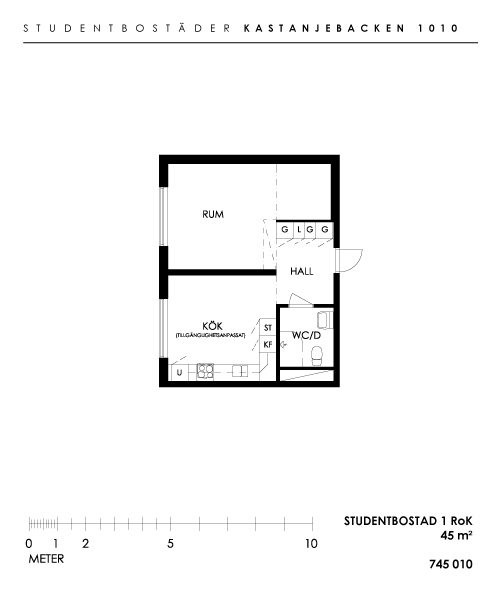 STUDENTBOSTÄDER KASTANJEBACKEN 1010
RUM
G L G G
HALL
KÖK
(TILLGÄNGLIGHETSANPASSAT)
ST
KF
WC/D
U
0 1 2 5 10
METER
STUDENTBOSTAD 1 RoK
45 m²
745 010